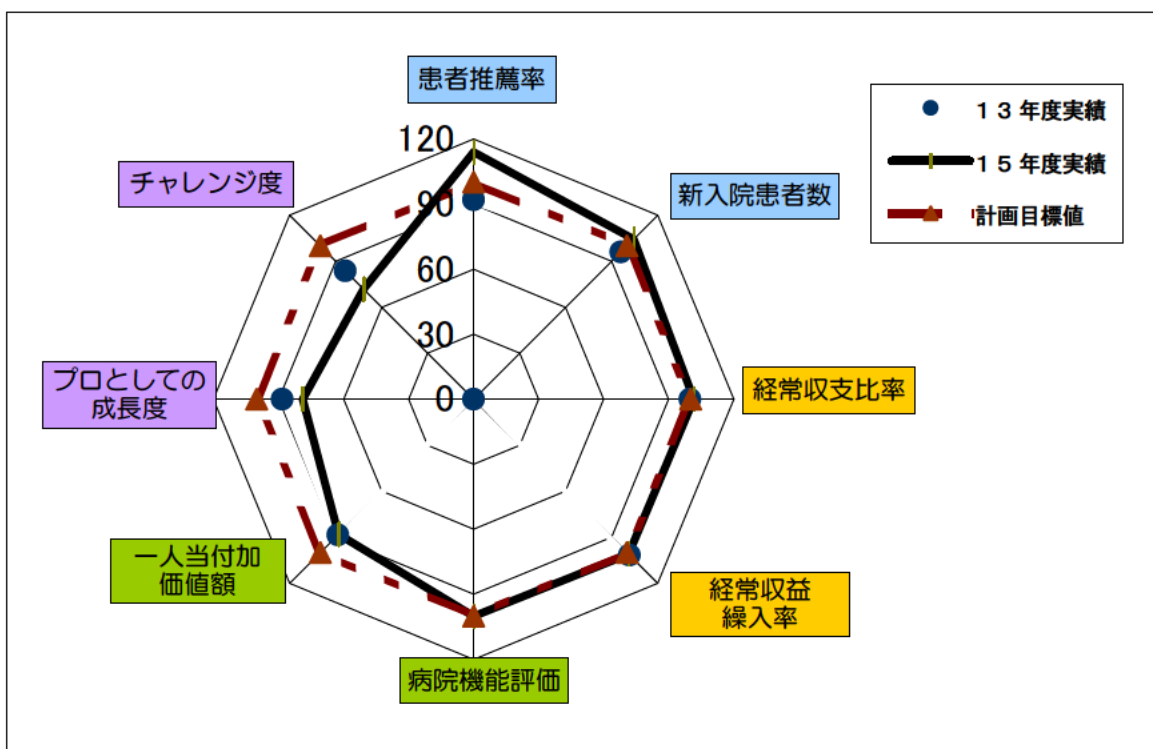 患者推薦率
チャレンジ度
新入院患者数
120
90
60
30
0
１３年度実績
１５年度実績
計画目標値
プロとしての
成長度
経常収支比率
一人当付加
価値額
経常収益
繰入率
病院機能評価